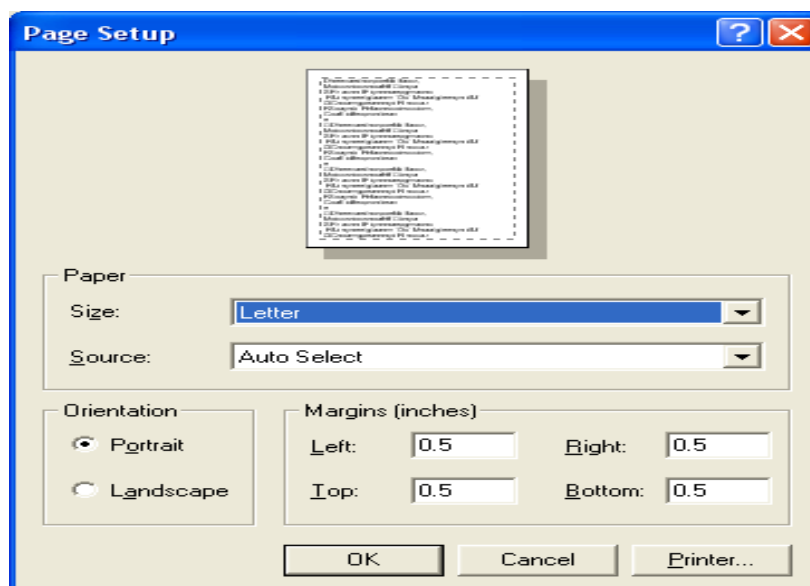 Page Setup
Paper
Size: Letter
Source: Auto Select
Orientation
Portrait
Landscape
Margins (inches)
Left: 0.5 Right: 0.5
Top: 0.5 Bottom: 0.5
OK Cancel Printer...